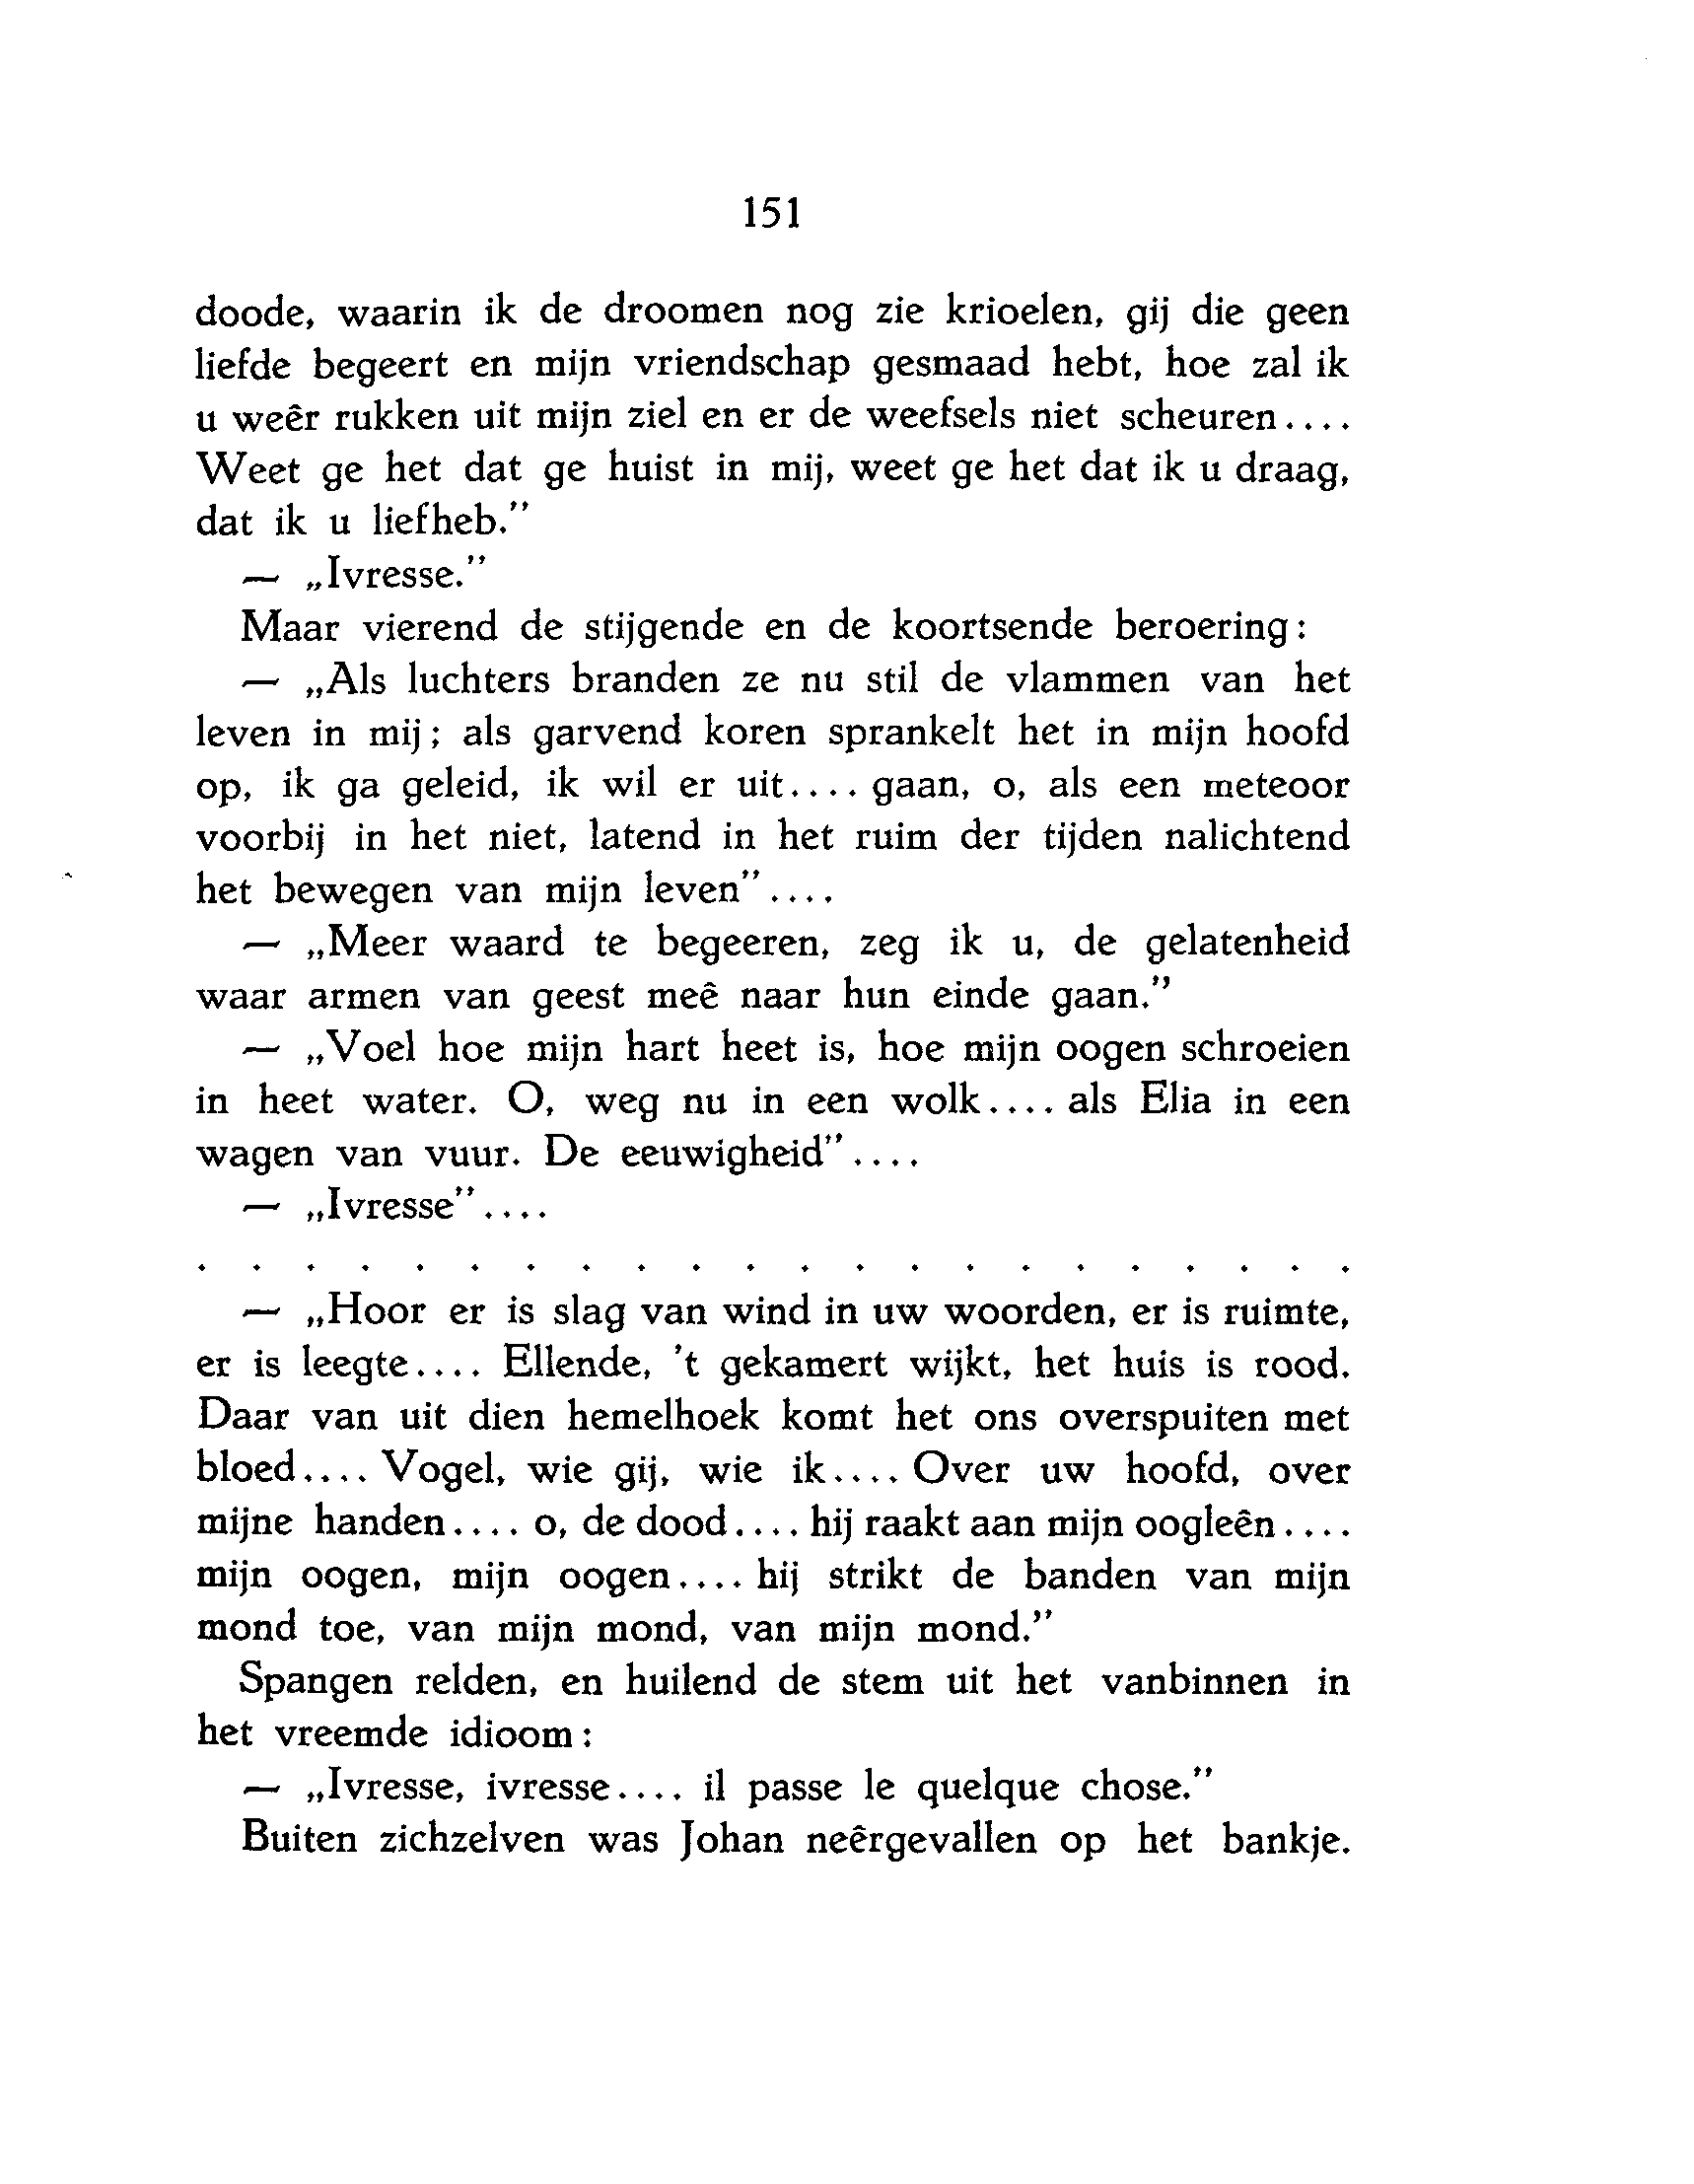 151
doode, waarin ik de droomen nog zie krioelen, gij die geen
liefde begeert en mijn vriendschap gesmaad hebt, hoe zal ik
u weêr rukken uit mijn ziel en er de weefsels niet scheuren....
Weet ge het dat ge huist in mij, weet ge het dat ik u draag,
dat ik u liefheb.”
— „Ivresse.”
Maar vierend de stijgende en de koortsende beroering:
— „Als luchters branden ze nu stil de vlammen van het
leven in mij; als garvend koren sprankelt het in mijn hoofd
op, ik ga geleid, ik wil er uit.... gaan, o, als een meteoor
voorbij in het niet, latend in het ruim der tijden nalichtend
het bewegen van mijn leven”....
— „Meer waard te begeeren, zeg ik u, de gelatenheid
waar armen van geest meê naar hun einde gaan.”
— „Voel hoe mijn hart heet is, hoe mijn oogen schroeien
in heet water. O, weg nu in een wolk.... als Elia in een
wagen van vuur. De eeuwigheid”....
— „Ivresse”....
. . . . . . . . . . . . . . . . . . . . . .
— „Hoor er is slag van wind in uw woorden, er is ruimte,
er is leegte.... Ellende, 't gekamert wijkt, het huis is rood.
Daar van uit dien hemelhoek komt het ons overspuiten met
bloed.... Vogel, wie gij, wie ik.... Over uw hoofd, over
mijne handen.... o, de dood.... hij raakt aan mijn oogleên....
mijn oogen, mijn oogen.... hij strikt de banden van mijn
mond toe, van mijn mond, van mijn mond.”
Spangen relden, en huilend de stem uit het vanbinnen in
het vreemde idioom:
— „Ivresse, ivresse.... il passe le quelque chose.”
Buiten zichzelven was Johan neêrgevallen op het bankje.